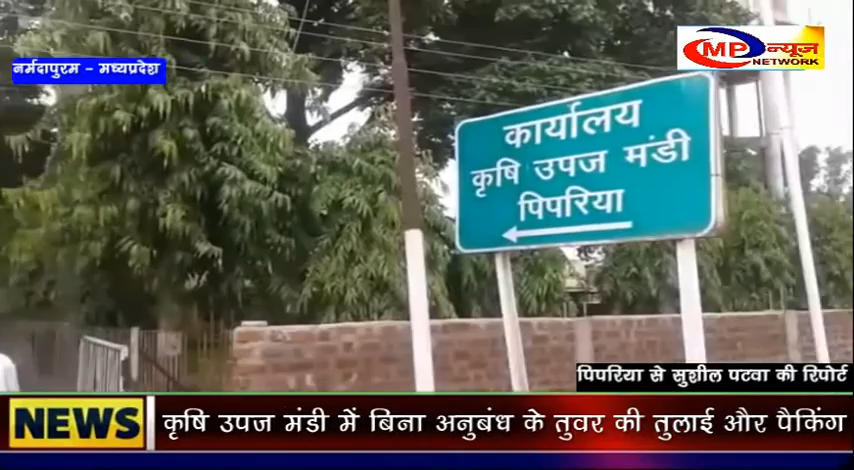 नर्मदापुरम - मध्यप्रदेश
MP न्यूज़
NETWORK
कार्यालय
कृषि उपज मंडी
पिपरिया
पिपरिया से सुशील पटवा की रिपोर्ट
NEWS
कृषि उपज मंडी में बिना अनुबंध के तुवर की तुलाई और पैकिंग